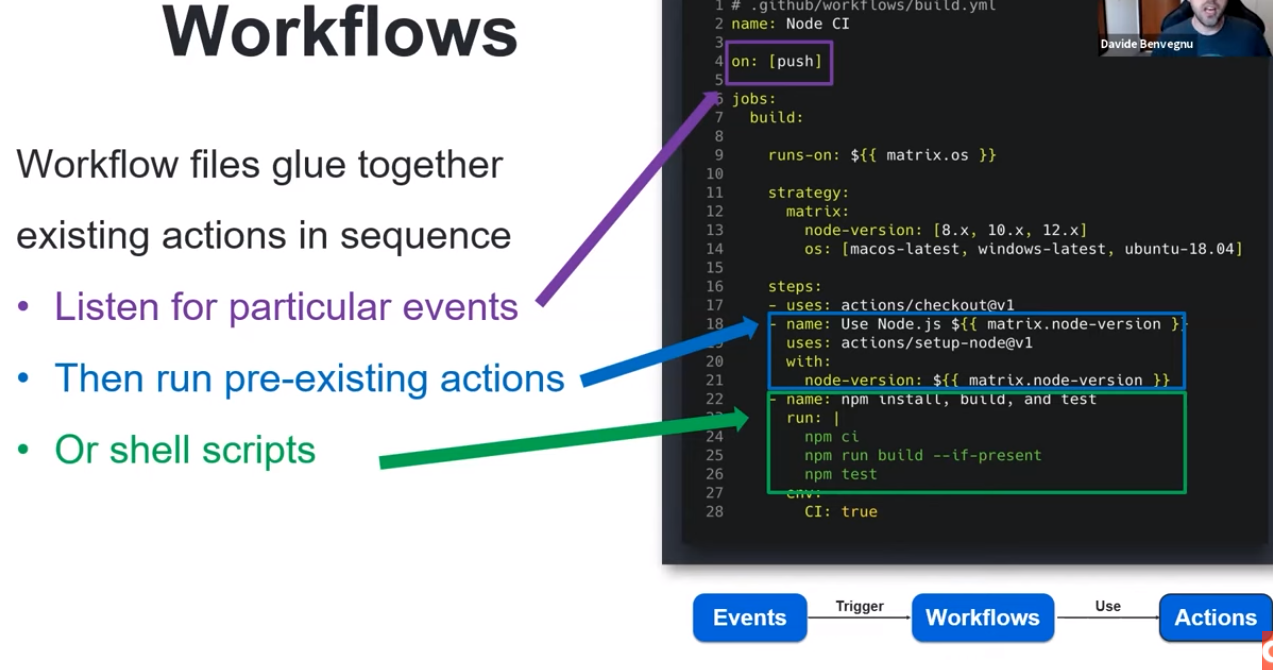 Workflows
Workflow files glue together
existing actions in sequence
• Listen for particular events
• Then run pre-existing actions
• Or shell scripts
1 # .github/workflows/build.yml
2 name: Node CI
3
4 on: [push]
5
6 jobs:
7 build:
8
9 runs-on: ${{ matrix.os }}
10
11 strategy:
12 matrix:
13 node-version: [8.x, 10.x, 12.x]
14 os: [macos-latest, windows-latest, ubuntu-18.04]
15
16 steps:
17 - uses: actions/checkout@v1
18 - name: Use Node.js ${{ matrix.node-version }}
19 uses: actions/setup-node@v1
20 with:
21 node-version: ${{ matrix.node-version }}
22 - name: npm install, build, and test
23 run: |
24 npm ci
25 npm run build --if-present
26 npm test
27 env:
28 CI: true
Davide Benvegnu
Events
Trigger
Workflows
Use
Actions